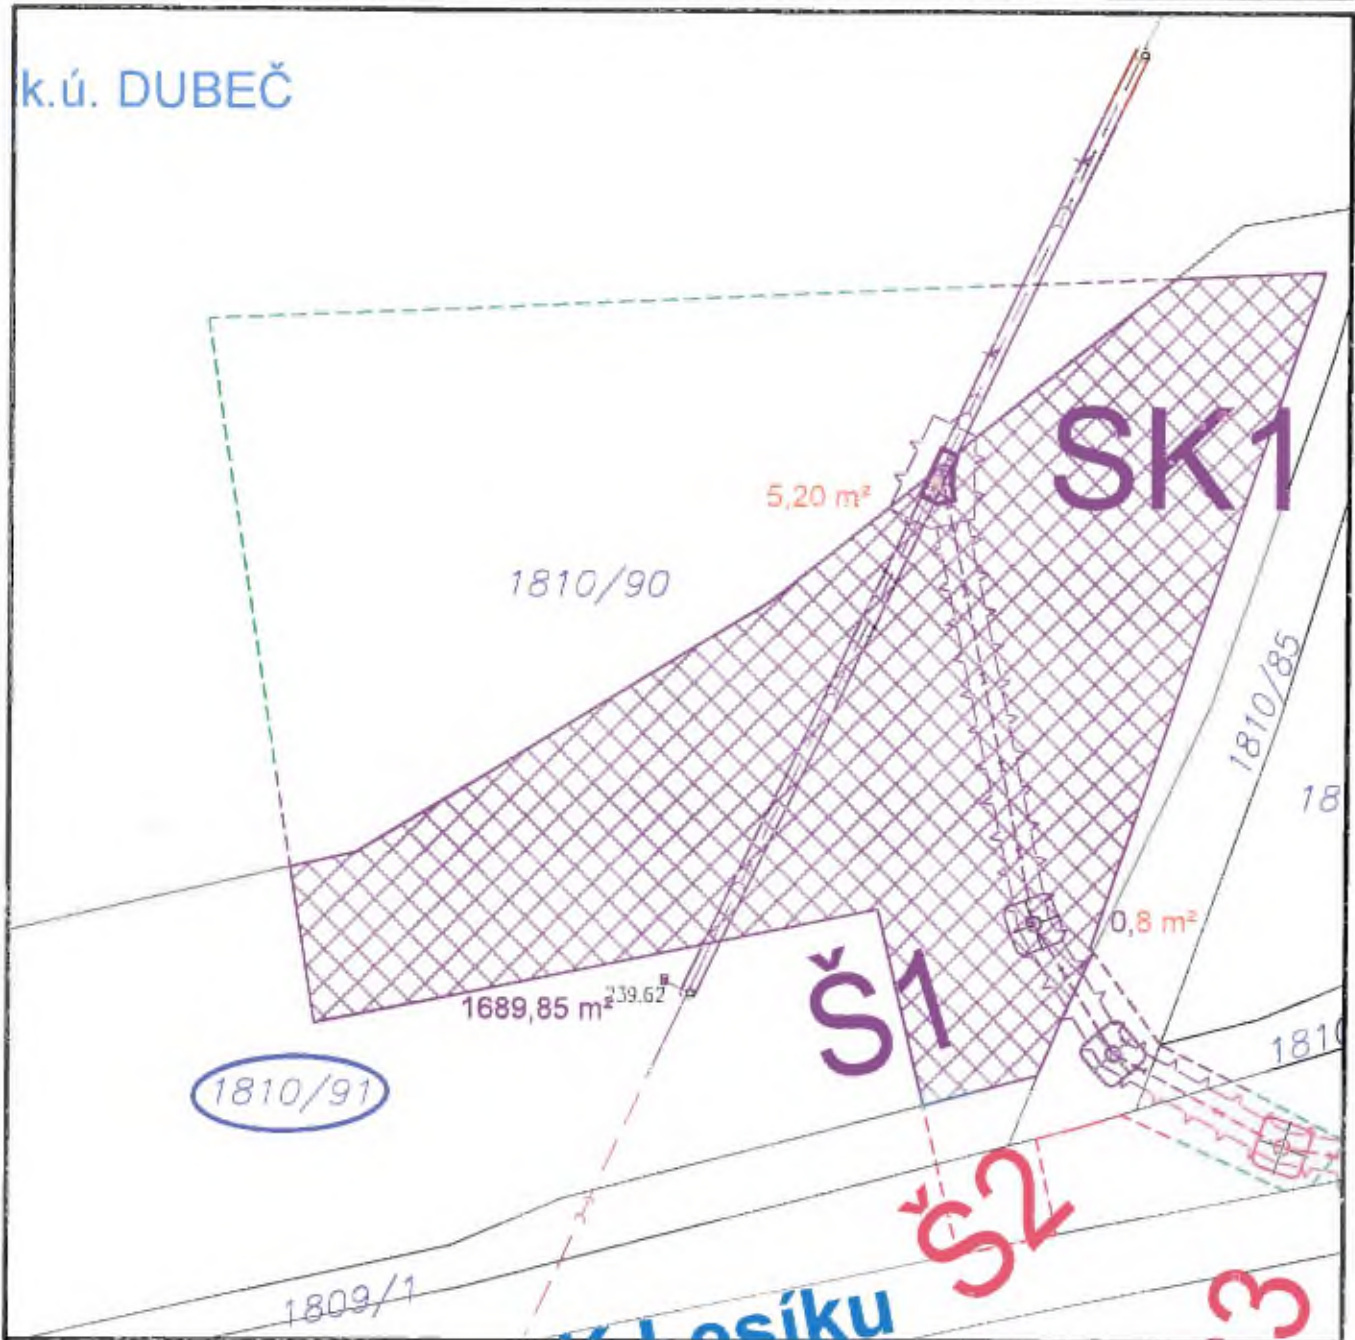 k.ú. DUBEČ
SK1
5,20 m²
1810/90
1810/85
18
0,8 m²
Š1
239.62
1689,85 m²
1810
1810/91
Š2
1809/1
K Lesíku
3